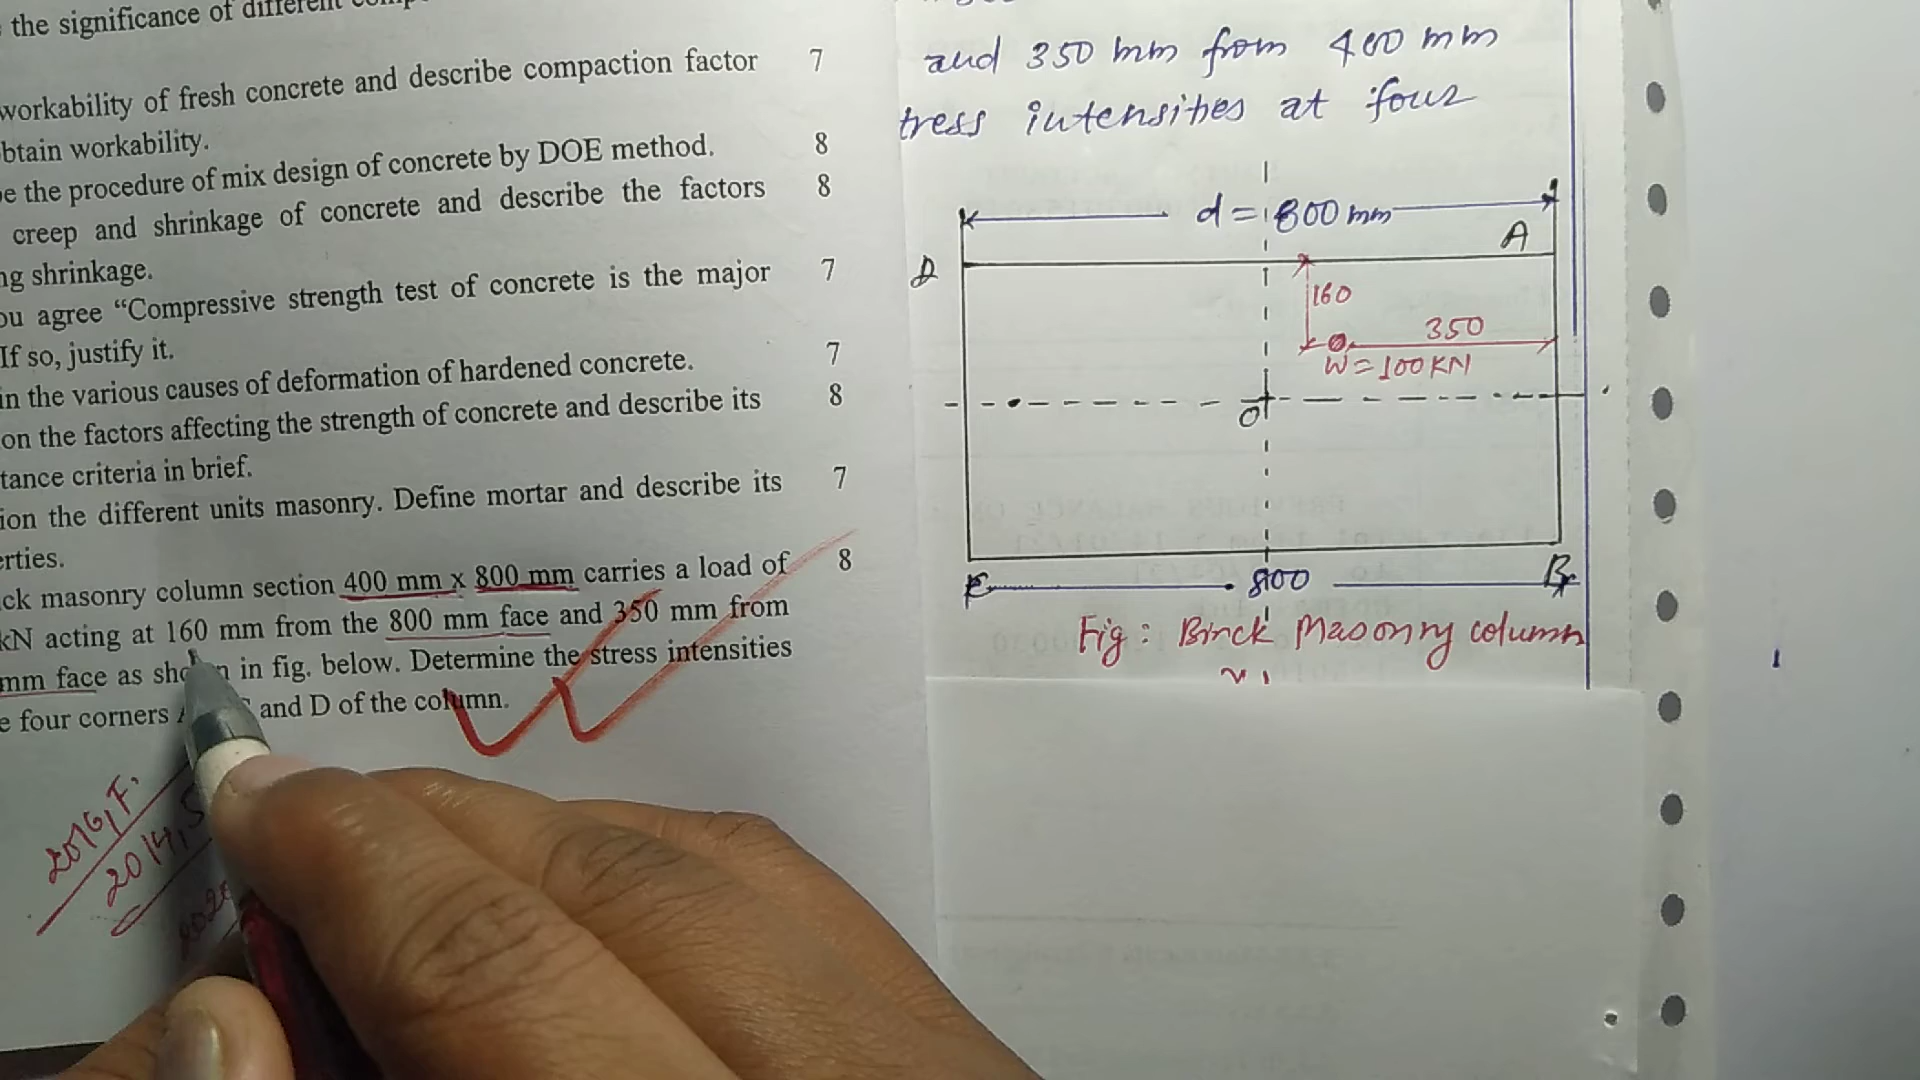 the significance of different
workability of fresh concrete and describe compaction factor 7
btain workability.
e the procedure of mix design of concrete by DOE method. 8
creep and shrinkage of concrete and describe the factors 8
ng shrinkage.
ou agree “Compressive strength test of concrete is the major 7
If so, justify it.
in the various causes of deformation of hardened concrete. 7
on the factors affecting the strength of concrete and describe its 8
tance criteria in brief.
ion the different units masonry. Define mortar and describe its 7
erties.
ck masonry column section 400 mm x 800 mm carries a load of 8
kN acting at 160 mm from the 800 mm face and 350 mm from
mm face as in fig. below. Determine the stress intensities
e four corners and D of the column.
2016, F.
2014, S
2020
and 350 mm from 400 mm
tress intensities at four
d = 800 mm
A
D
160
350
W = 100 KN
O
B
800
Fig: Brick Masonry column